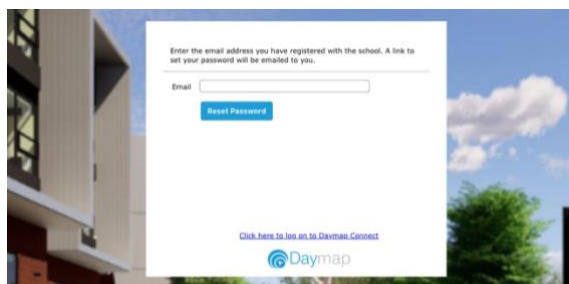 Enter the email address you have registered with the school. A link to
set your password will be emailed to you.
Email
Reset Password
Click here to log on to Daymap Connect
Daymap